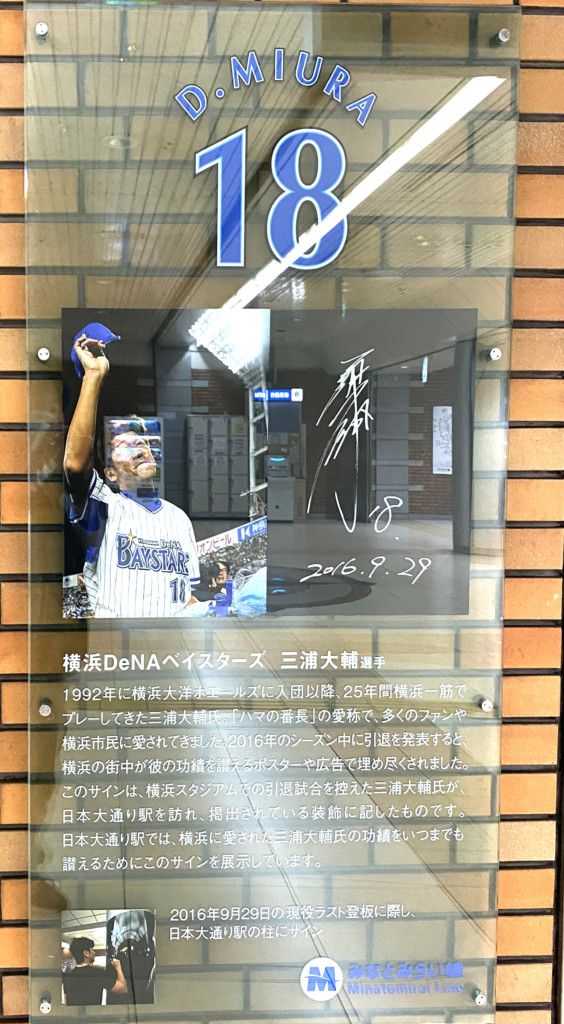 D.MIURA
18
BAYSTARS
18
18.
2016.9.29
横浜DeNAベイスターズ 三浦大輔選手
1992年に横浜大洋ホエールズに入団以降、25年間横浜一筋で
プレーしてきた三浦大輔氏。「ハマの番長」の愛称で、多くのファンや
横浜市民に愛されてきました。2016年のシーズン中に引退を発表すると、
横浜の街中が彼の功績を讃えるポスターや広告で埋め尽くされました。
このサインは、横浜スタジアムでの引退試合を控えた三浦大輔氏が、
日本大通り駅を訪れ、掲出されている装飾に記したものです。
日本大通り駅では、横浜に愛された三浦大輔氏の功績をいつまでも
讃えるためにこのサインを展示しています。
2016年9月29日の現役ラスト登板に際し、
日本大通り駅の柱にサイン
M みなとみらい線
Minatomirai Line